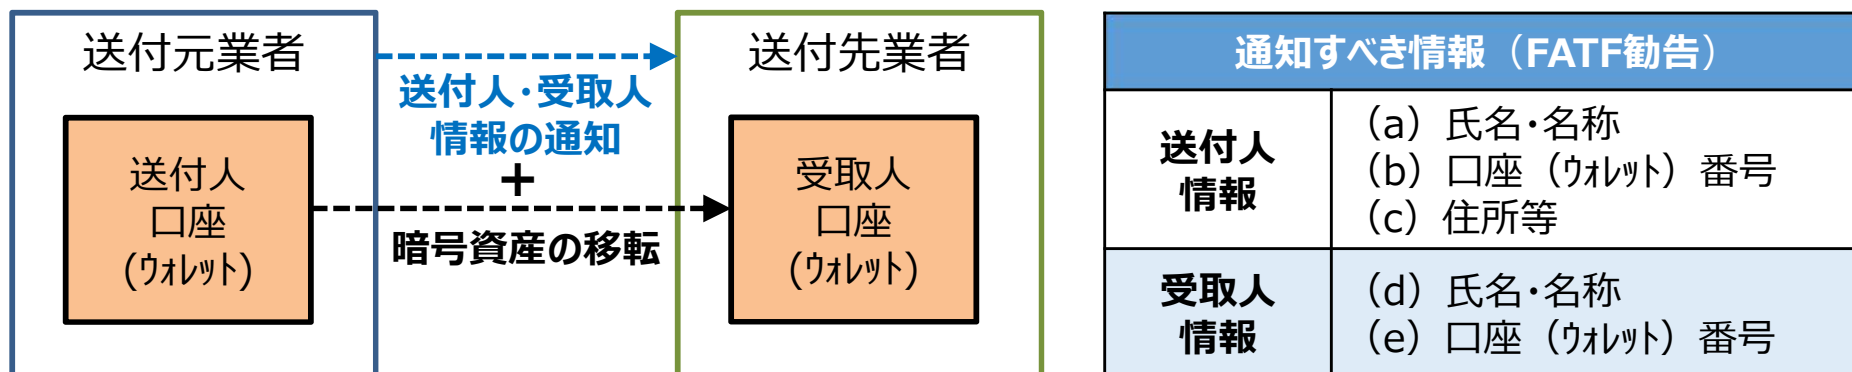 送付元業者
送付人
口座
(ｳｫﾚｯﾄ)
送付人･受取人
情報の通知
+
暗号資産の移転
送付先業者
受取人
口座
(ｳｫﾚｯﾄ)
通知すべき情報（FATF勧告）
送付人
情報
（a）氏名･名称
（b）口座（ｳｫﾚｯﾄ）番号
（c）住所等
受取人
情報
（d）氏名･名称
（e）口座（ｳｫﾚｯﾄ）番号